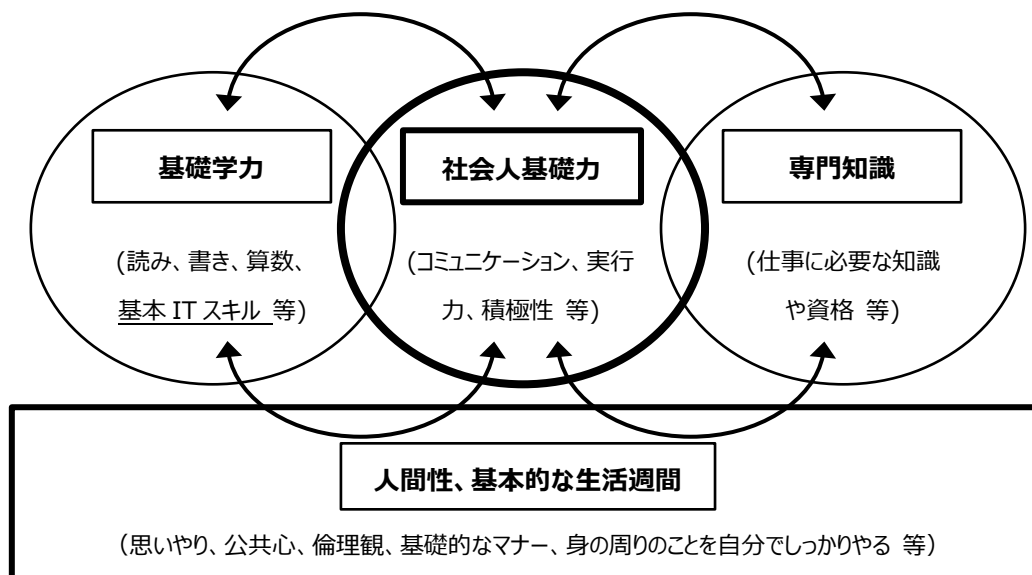 基礎学力
社会人基礎力
専門知識
(読み、書き、算数、
基本 IT スキル 等)
(コミュニケーション、実行
力、積極性 等)
(仕事に必要な知識
や資格 等)
人間性、基本的な生活週間
(思いやり、公共心、倫理観、基礎的なマナー、身の周りのことを自分でしっかりやる 等)